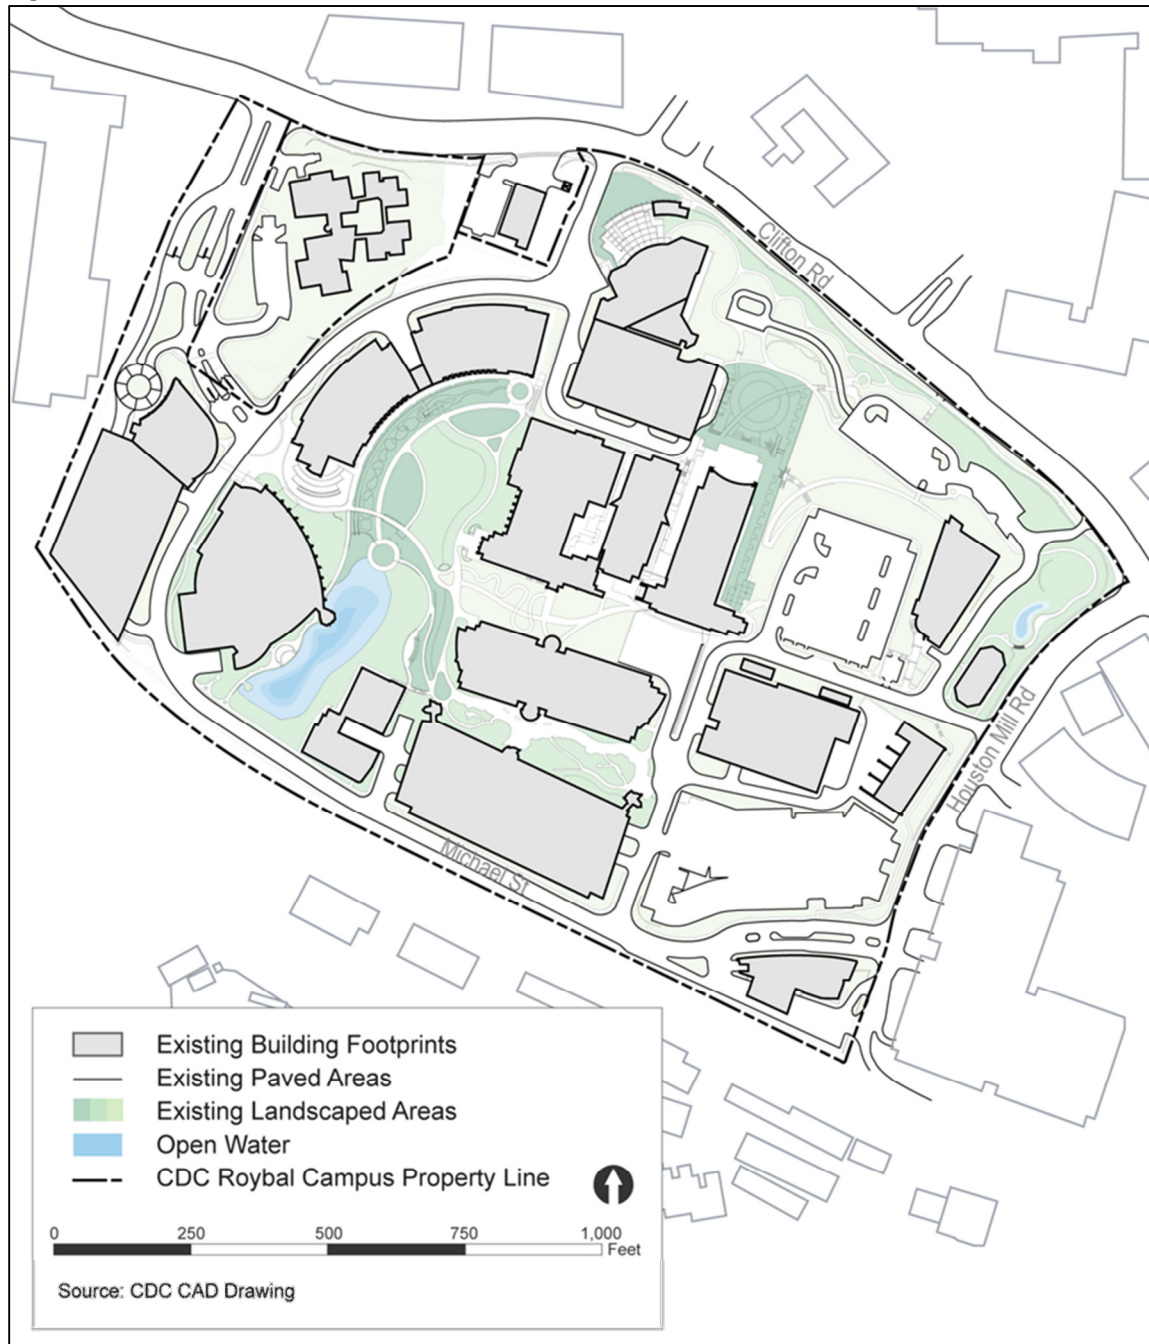 Clifton Rd
Houston Mill Rd
Michael St
Existing Building Footprints
Existing Paved Areas
Existing Landscaped Areas
Open Water
CDC Roybal Campus Property Line
0 250 500 750 1,000
Feet
Source: CDC CAD Drawing